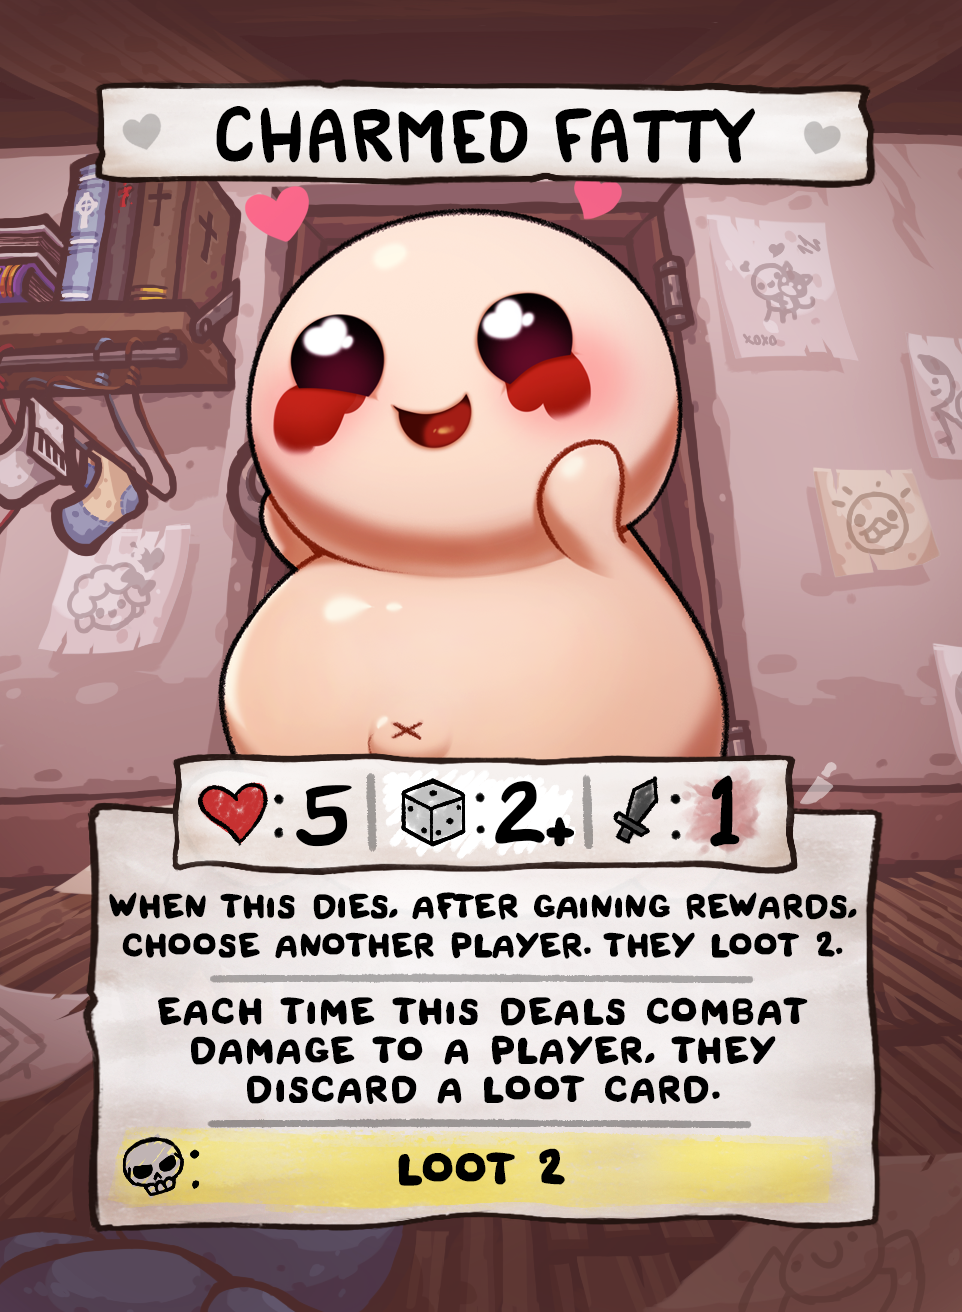 CHARMED FATTY
XOXO
: 5 : 2+ : 1
WHEN THIS DIES, AFTER GAINING REWARDS,
CHOOSE ANOTHER PLAYER. THEY LOOT 2.
EACH TIME THIS DEALS COMBAT
DAMAGE TO A PLAYER, THEY
DISCARD A LOOT CARD.
: LOOT 2